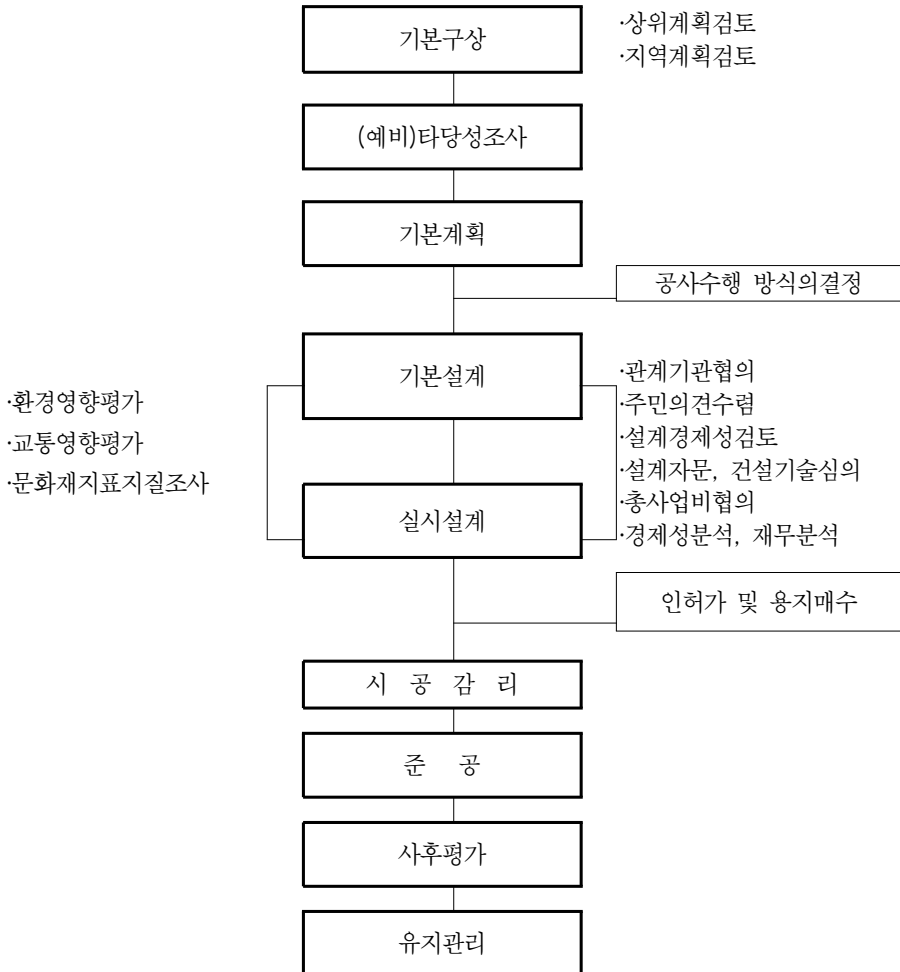 기본구상
·상위계획검토
·지역계획검토
(예비)타당성조사
기본계획
공사수행 방식의결정
기본설계
·환경영향평가
·교통영향평가
·문화재지표지질조사
·관계기관협의
·주민의견수렴
·설계경제성검토
·설계자문, 건설기술심의
·총사업비협의
·경제성분석, 재무분석
실시설계
인허가 및 용지매수
시 공 감 리
준 공
사후평가
유지관리